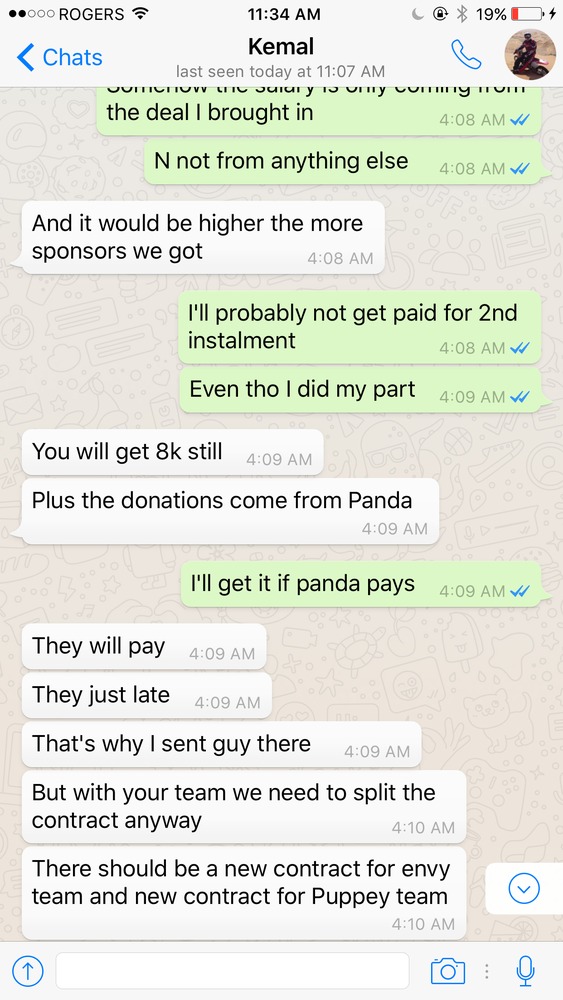 ROGERS 11:34 AM 19%
Chats
Kemal
last seen today at 11:07 AM
Somehow the salary is only coming from
the deal I brought in 4:08 AM
N not from anything else 4:08 AM
And it would be higher the more
sponsors we got 4:08 AM
I'll probably not get paid for 2nd
instalment 4:08 AM
Even tho I did my part 4:09 AM
You will get 8k still 4:09 AM
Plus the donations come from Panda
4:09 AM
I'll get it if panda pays 4:09 AM
They will pay 4:09 AM
They just late 4:09 AM
That's why I sent guy there 4:09 AM
But with your team we need to split the
contract anyway 4:10 AM
There should be a new contract for envy
team and new contract for Puppey team
4:10 AM